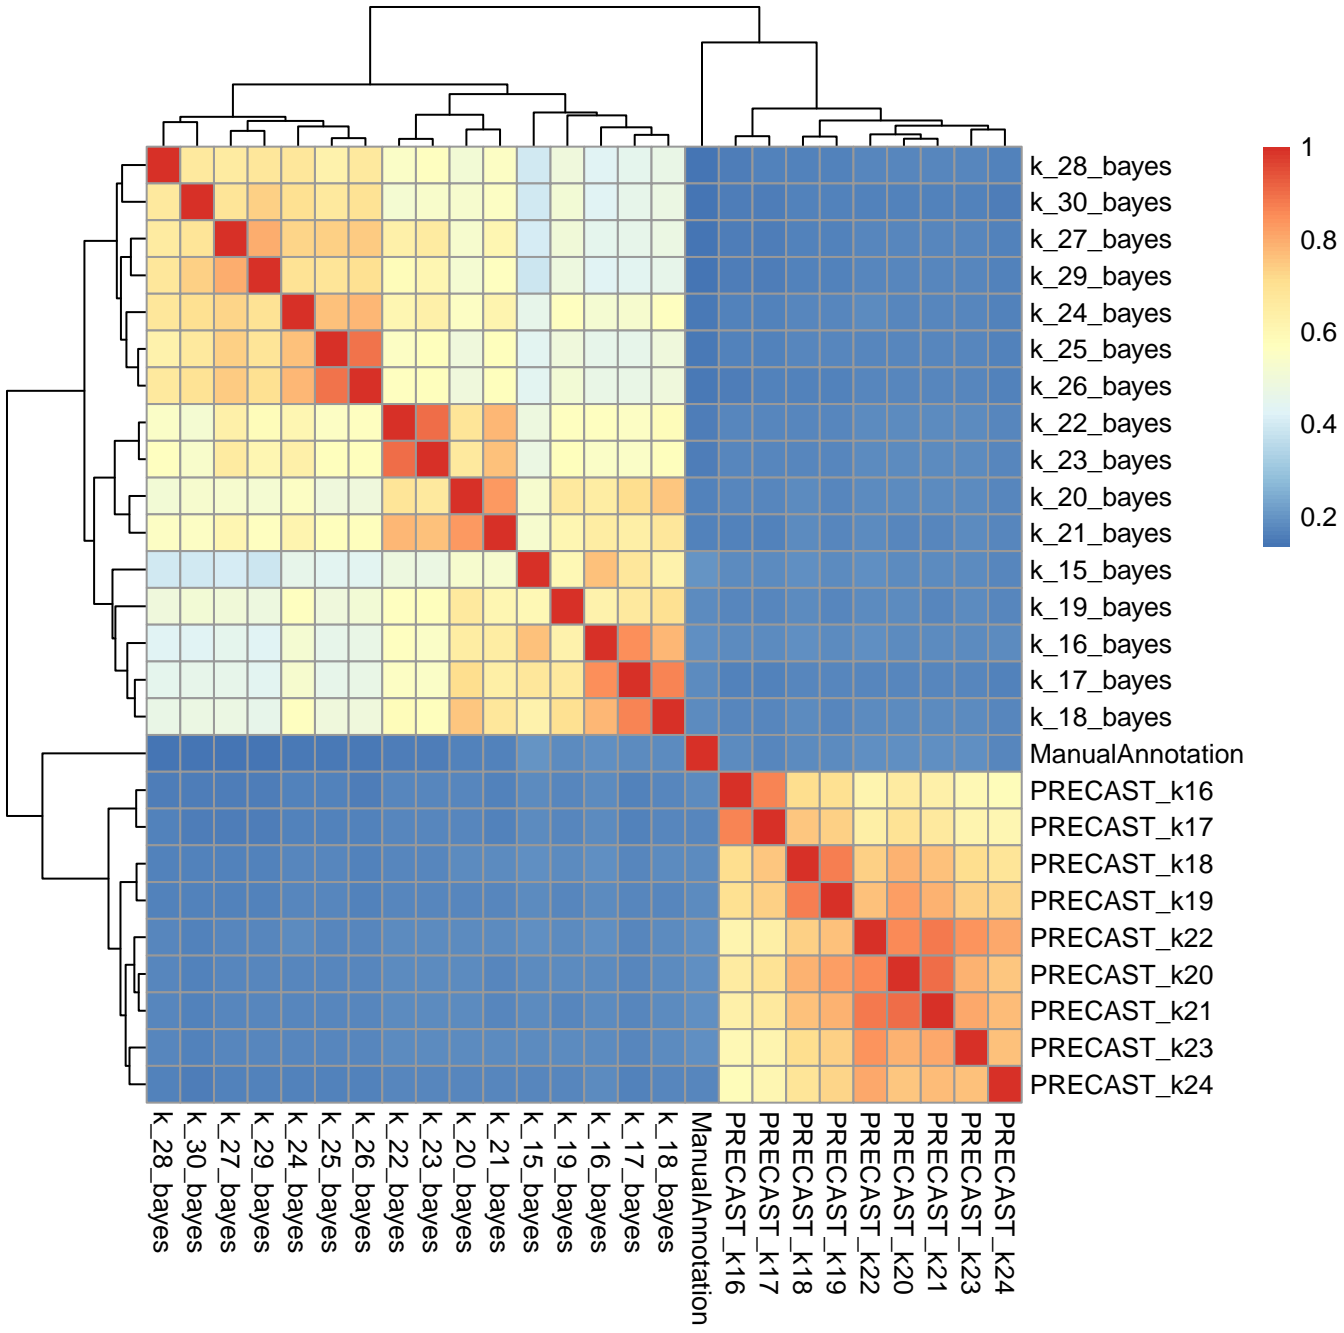 k_28_bayes
k_30_bayes
k_27_bayes
k_29_bayes
k_24_bayes
k_25_bayes
k_26_bayes
k_22_bayes
k_23_bayes
k_20_bayes
k_21_bayes
k_15_bayes
k_19_bayes
k_16_bayes
k_17_bayes
k_18_bayes
ManualAnnotation
PRECAST_k16
PRECAST_k17
PRECAST_k18
PRECAST_k19
PRECAST_k22
PRECAST_k20
PRECAST_k21
PRECAST_k23
PRECAST_k24
1
0.8
0.6
0.4
0.2
k_28_bayes
k_30_bayes
k_27_bayes
k_29_bayes
k_24_bayes
k_25_bayes
k_26_bayes
k_22_bayes
k_23_bayes
k_20_bayes
k_21_bayes
k_15_bayes
k_19_bayes
k_16_bayes
k_17_bayes
k_18_bayes
ManualAnnotation
PRECAST_k16
PRECAST_k17
PRECAST_k18
PRECAST_k19
PRECAST_k22
PRECAST_k20
PRECAST_k21
PRECAST_k23
PRECAST_k24